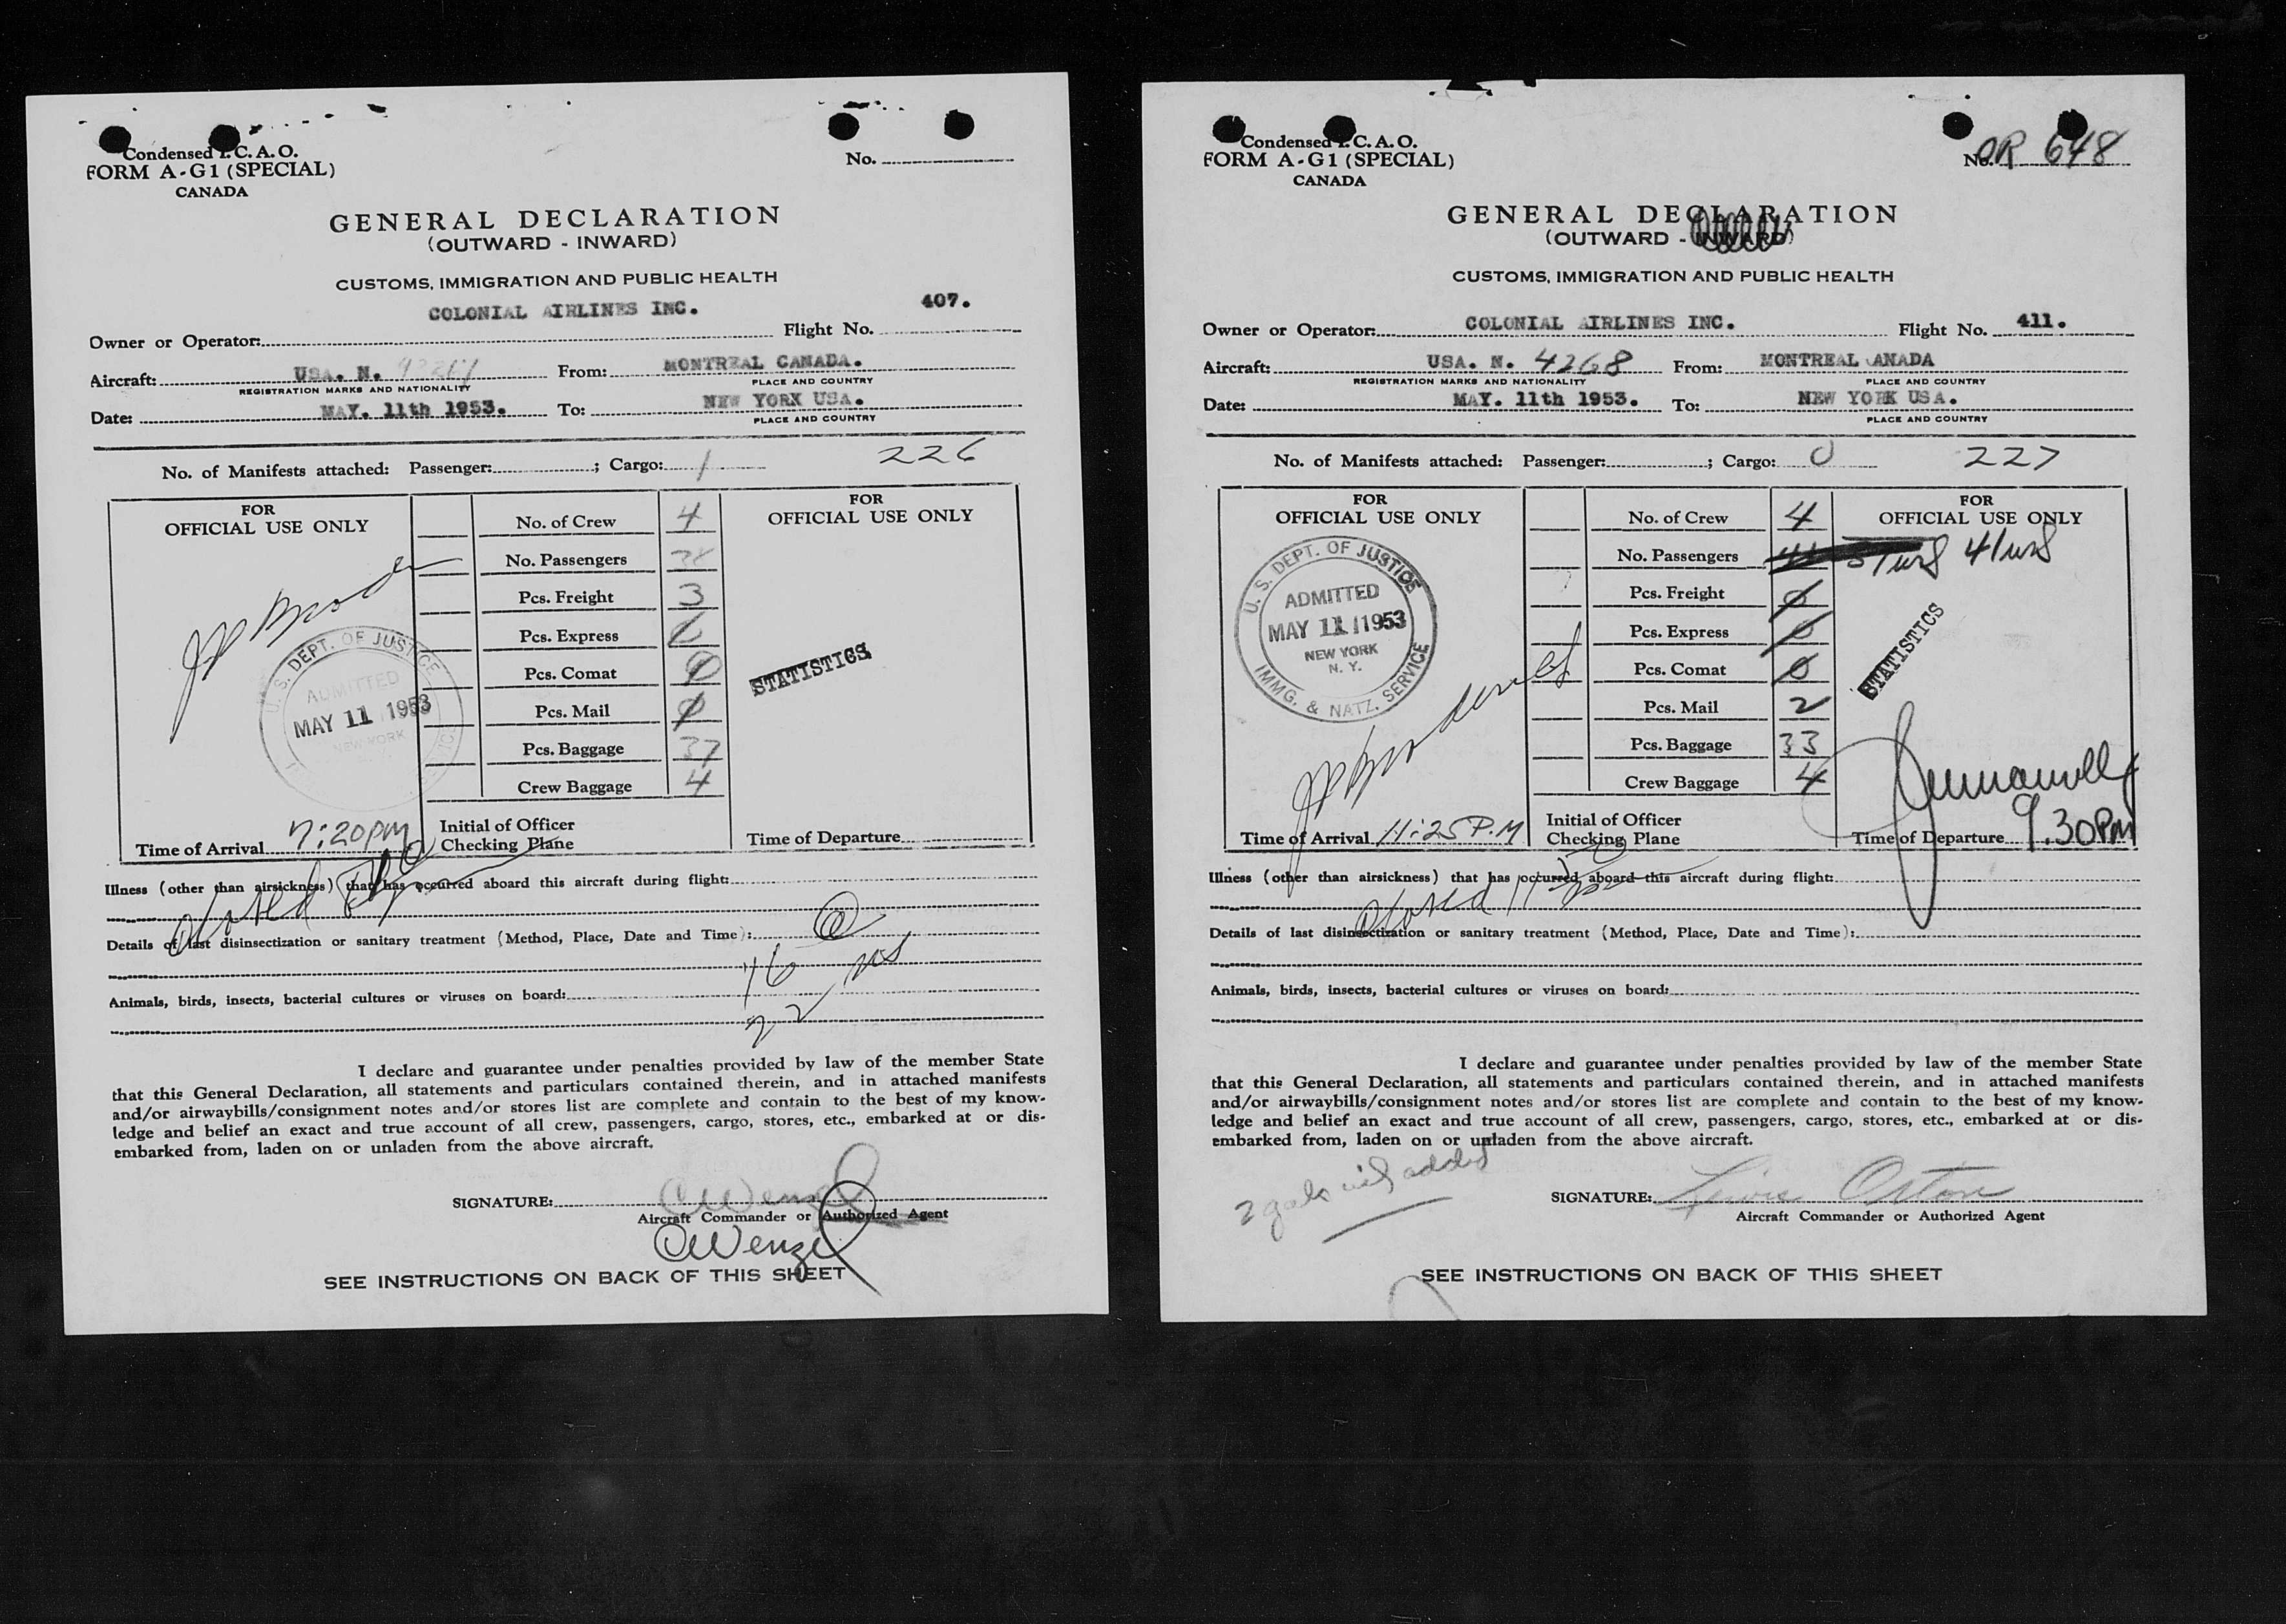 Condensed I.C.A.O.
FORM A-G1 (SPECIAL)
CANADA
No.
GENERAL DECLARATION
(OUTWARD - INWARD)
CUSTOMS, IMMIGRATION AND PUBLIC HEALTH
COLONIAL AIRLINES INC. 407.
Owner or Operator: Flight No.
Aircraft: USA. N. From: MONTREAL CANADA.
REGISTRATION MARKS AND NATIONALITY PLACE AND COUNTRY
Date: MAY. 11th 1953. To: NEW YORK USA.
PLACE AND COUNTRY
No. of Manifests attached: Passenger: ; Cargo: 1 226
FOR
OFFICIAL USE ONLY
No. of Crew 4
No. Passengers
Pcs. Freight 3
Pcs. Express
Pcs. Comat 0
Pcs. Mail 0
Pcs. Baggage 37
Crew Baggage 4
FOR
OFFICIAL USE ONLY
U.S. DEPT. OF JUSTICE
ADMITTED
MAY 11 1953
NEW YORK
STATISTICS
Time of Arrival 7:20PM
Initial of Officer
Checking Plane
Time of Departure
Illness (other than airsickness) that has occurred aboard this aircraft during flight:
closed
Details of last disinsectization or sanitary treatment (Method, Place, Date and Time):
16
Animals, birds, insects, bacterial cultures or viruses on board:
22
I declare and guarantee under penalties provided by law of the member State
that this General Declaration, all statements and particulars contained therein, and in attached manifests
and/or airwaybills/consignment notes and/or stores list are complete and contain to the best of my know-
ledge and belief an exact and true account of all crew, passengers, cargo, stores, etc., embarked at or dis-
embarked from, laden on or unladen from the above aircraft.
SIGNATURE: CWWenzel
Aircraft Commander or Authorized Agent
CWWenzel
SEE INSTRUCTIONS ON BACK OF THIS SHEET
Condensed I.C.A.O.
FORM A-G1 (SPECIAL)
CANADA
No. OR 648
GENERAL DECLARATION
(OUTWARD - INWARD)
CUSTOMS, IMMIGRATION AND PUBLIC HEALTH
Owner or Operator: COLONIAL AIRLINES INC. Flight No. 411.
Aircraft: USA. N. 4268 From: MONTREAL ANADA
REGISTRATION MARKS AND NATIONALITY PLACE AND COUNTRY
Date: MAY. 11th 1953. To: NEW YORK USA.
PLACE AND COUNTRY
No. of Manifests attached: Passenger: ; Cargo: 0 227
FOR
OFFICIAL USE ONLY
U.S. DEPT. OF JUSTICE
ADMITTED
MAY 11 1953
NEW YORK
N. Y.
IMMG. & NATZ. SERVICE
No. of Crew 4
No. Passengers
Pcs. Freight 0
Pcs. Express 0
Pcs. Comat 0
Pcs. Mail 2
Pcs. Baggage 33
Crew Baggage 4
FOR
OFFICIAL USE ONLY
STATISTICS
Time of Arrival 11:25 P.M
Initial of Officer
Checking Plane
Time of Departure 9.30PM
Illness (other than airsickness) that has occurred aboard this aircraft during flight:
closed
Details of last disinsectization or sanitary treatment (Method, Place, Date and Time):
Animals, birds, insects, bacterial cultures or viruses on board:
I declare and guarantee under penalties provided by law of the member State
that this General Declaration, all statements and particulars contained therein, and in attached manifests
and/or airwaybills/consignment notes and/or stores list are complete and contain to the best of my know-
ledge and belief an exact and true account of all crew, passengers, cargo, stores, etc., embarked at or dis-
embarked from, laden on or unladen from the above aircraft.
2 gals oil added
SIGNATURE:
Aircraft Commander or Authorized Agent
SEE INSTRUCTIONS ON BACK OF THIS SHEET